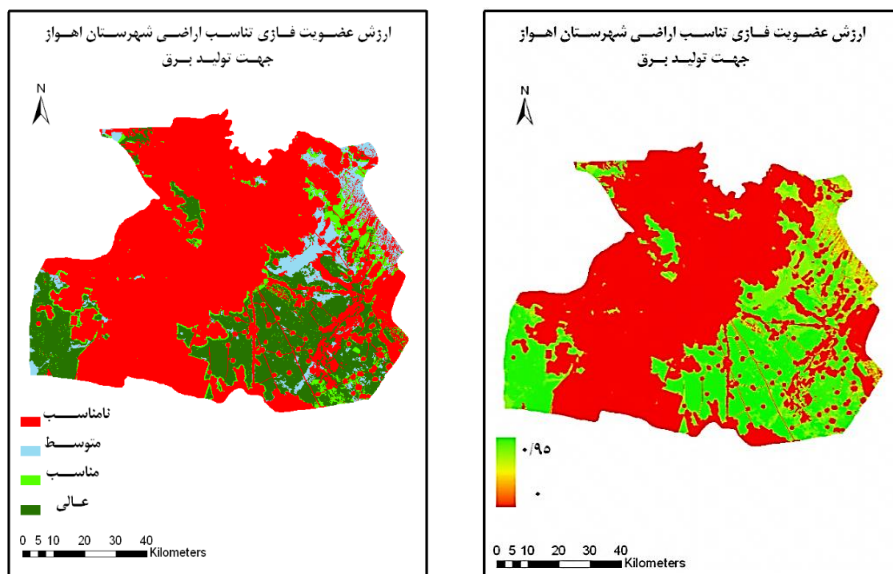 ارزش عضویت فازی تناسب اراضی شهرستان اهواز
جهت تولید برق
N
نامناسب
متوسط
مناسب
عالی
0 5 10 20 30 40
Kilometers
ارزش عضویت فازی تناسب اراضی شهرستان اهواز
جهت تولید برق
N
۰/۹۵
۰
0 5 10 20 30 40
Kilometers